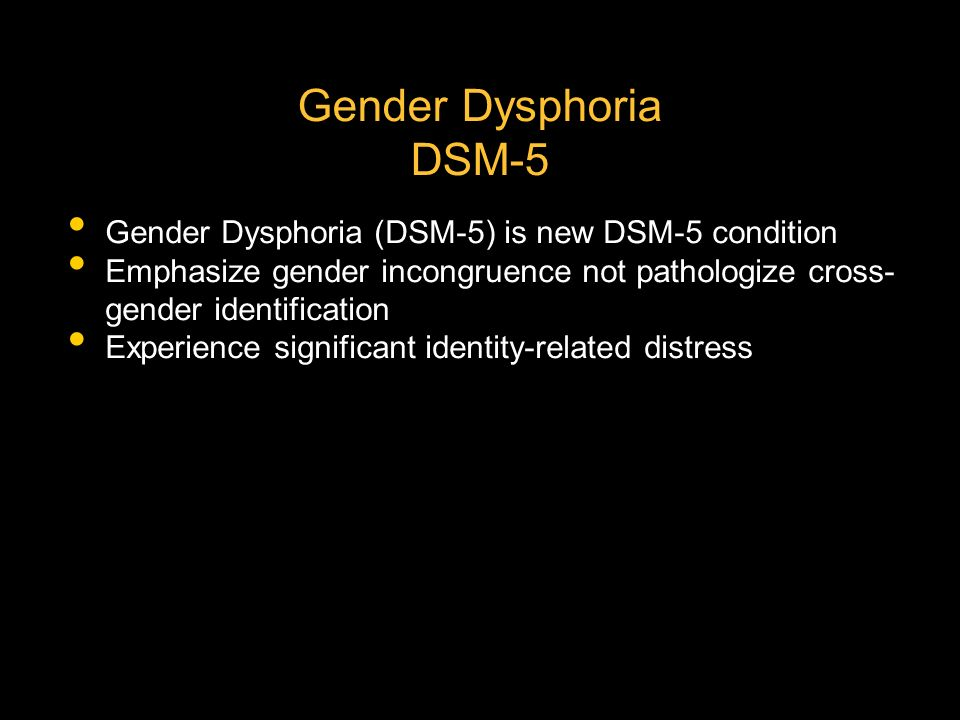 Gender Dysphoria
DSM-5
• Gender Dysphoria (DSM-5) is new DSM-5 condition
• Emphasize gender incongruence not pathologize cross-
gender identification
• Experience significant identity-related distress